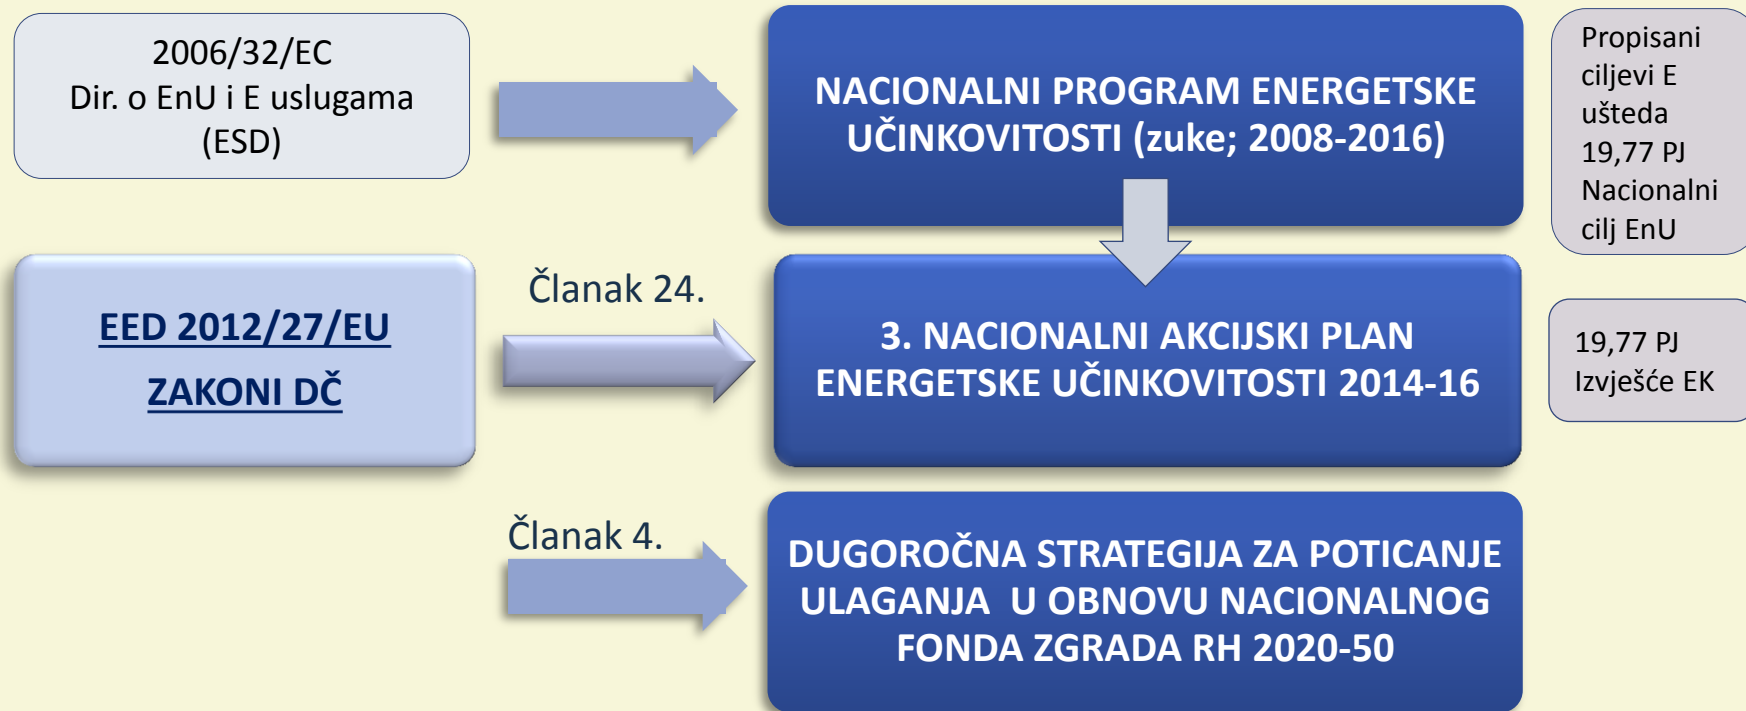 2006/32/EC
Dir. o EnU i E uslugama
(ESD)
NACIONALNI PROGRAM ENERGETSKE
UČINKOVITOSTI (zuke; 2008-2016)
Propisani
ciljevi E
ušteda
19,77 PJ
Nacionalni
cilj EnU
EED 2012/27/EU
ZAKONI DČ
Članak 24.
3. NACIONALNI AKCIJSKI PLAN
ENERGETSKE UČINKOVITOSTI 2014-16
19,77 PJ
Izvješće EK
Članak 4.
DUGOROČNA STRATEGIJA ZA POTICANJE
ULAGANJA  U OBNOVU NACIONALNOG
FONDA ZGRADA RH 2020-50